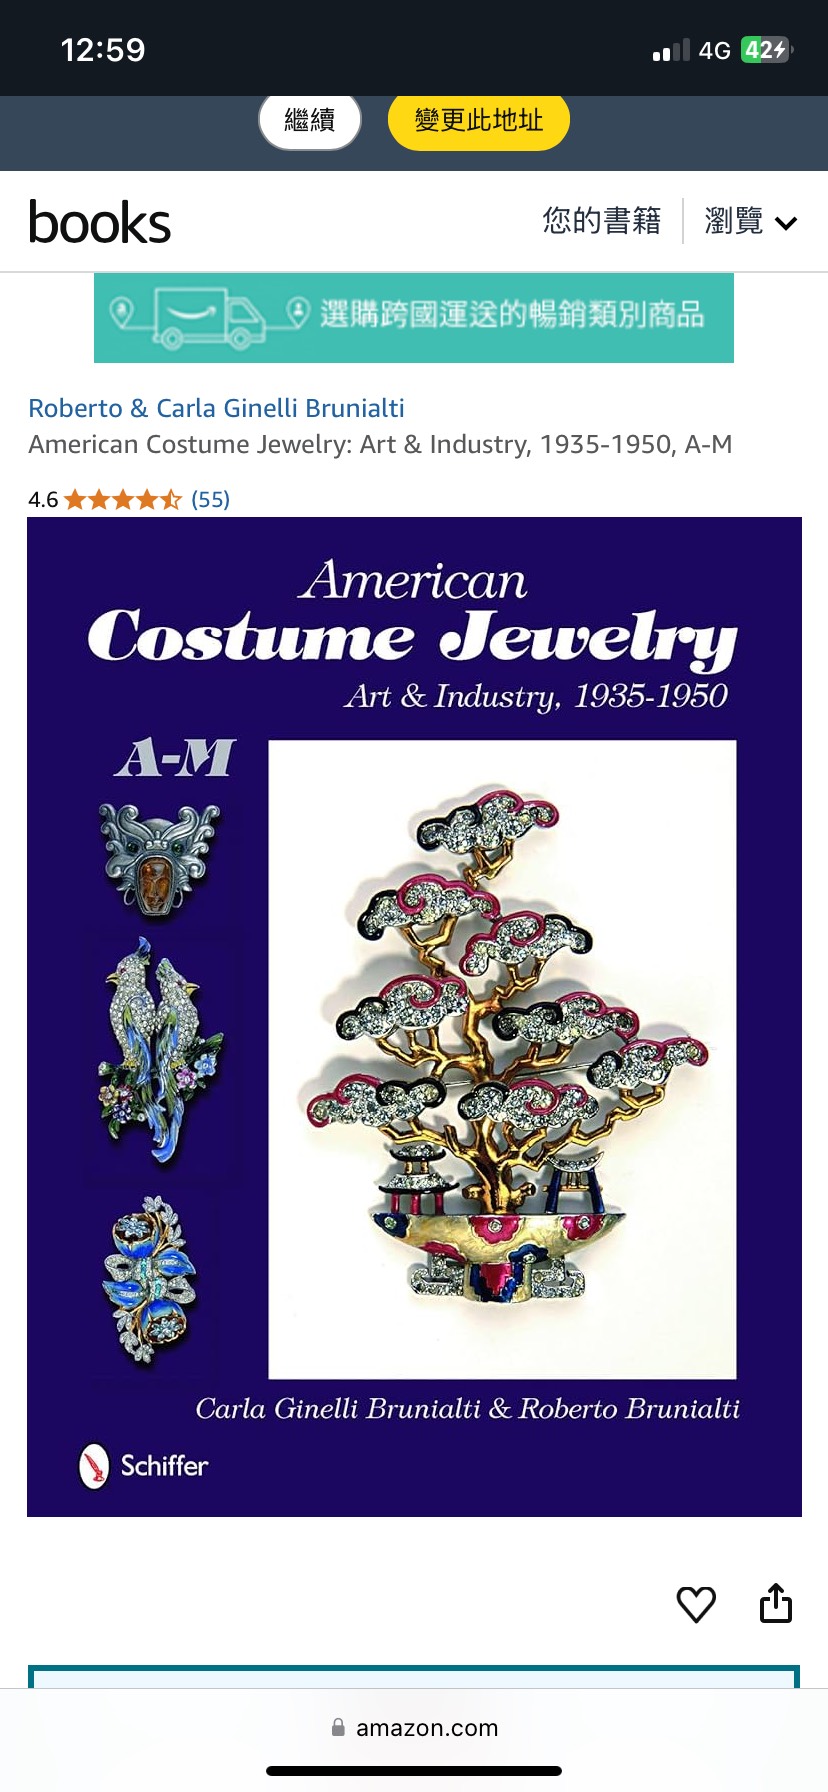 12:59
4G
42
繼續
變更此地址
books
您的書籍
瀏覽
選購跨國運送的暢銷類別商品
Roberto & Carla Ginelli Brunialti
American Costume Jewelry: Art & Industry, 1935-1950, A-M
4.6 (55)
American
Costume Jewelry
Art & Industry, 1935-1950
A-M
Carla Ginelli Brunialti & Roberto Brunialti
Schiffer
amazon.com